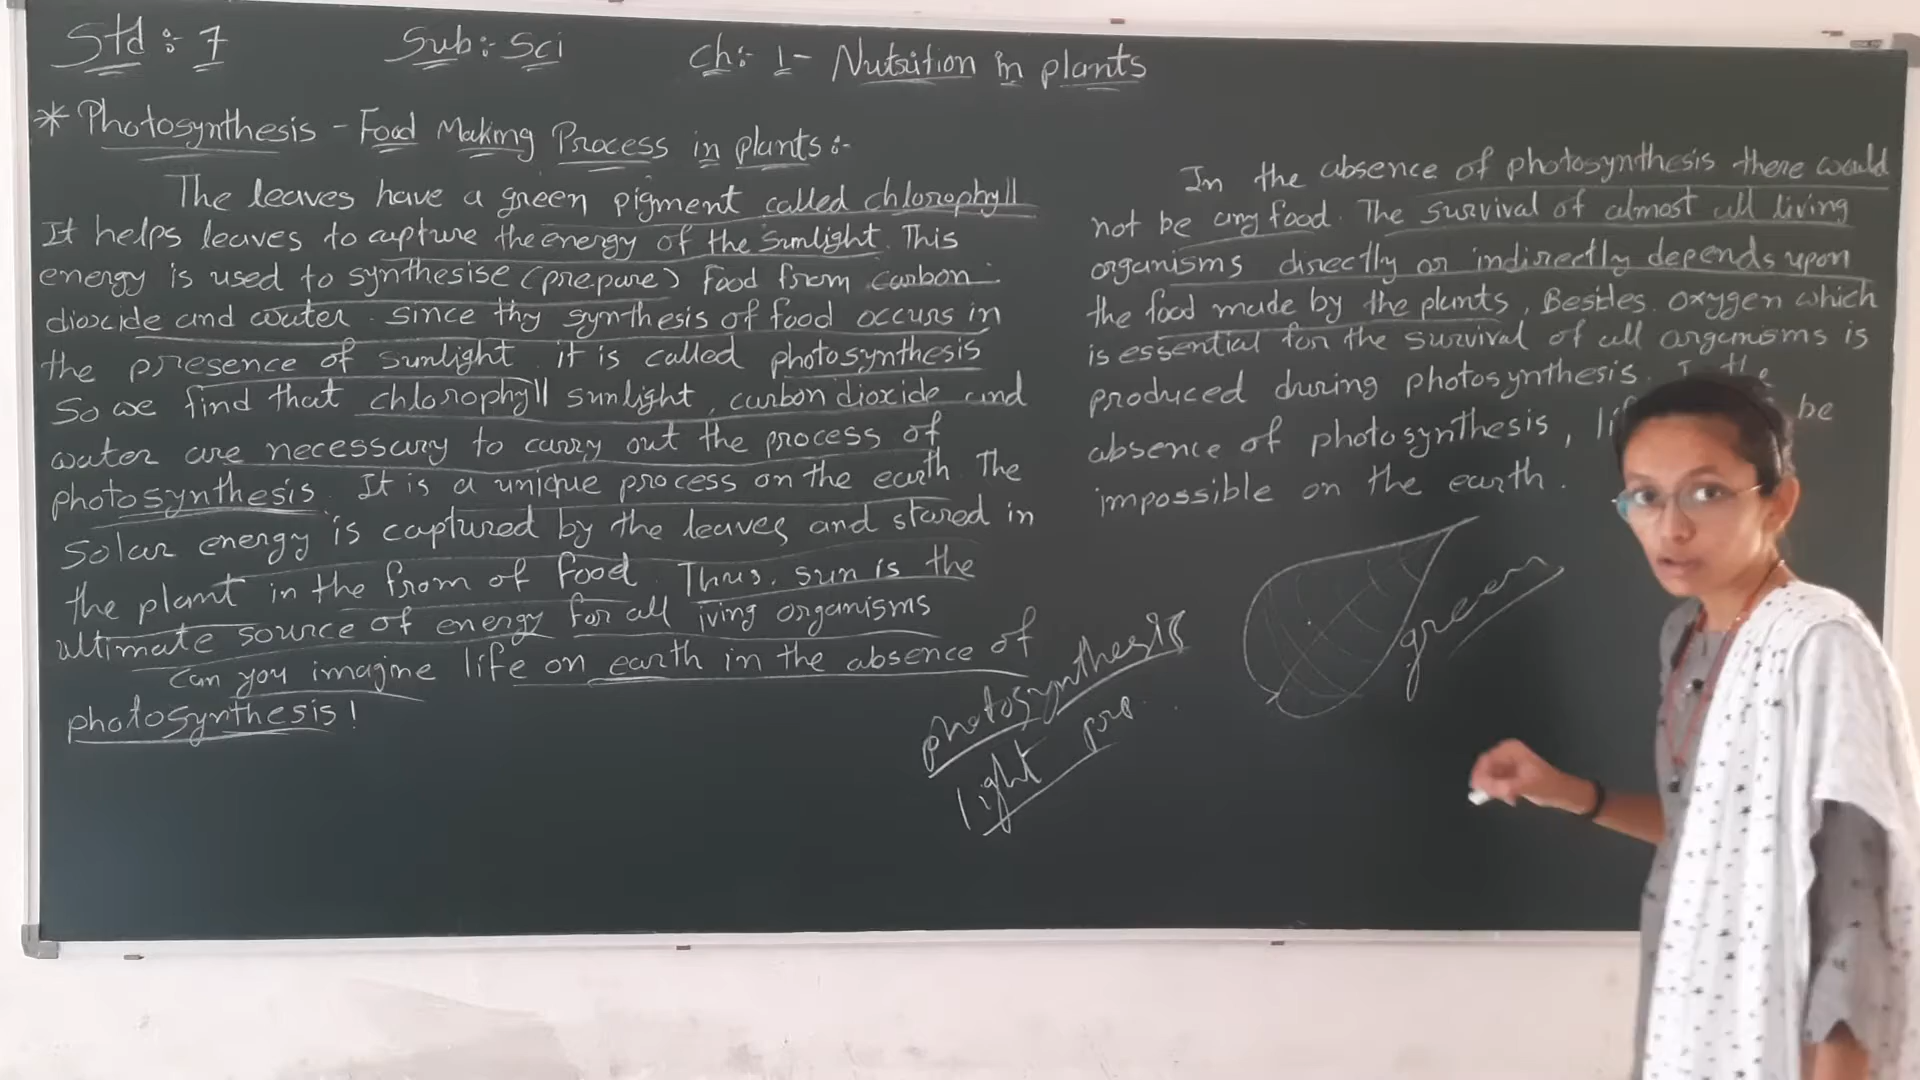 Std :- 7 Sub :- Sci Ch :- 1 - Nutrition in plants
* Photosynthesis - Food Making Process in plants :-
The leaves have a green pigment called chlorophyll
It helps leaves to capture the energy of the sunlight. This
energy is used to synthesise (prepare) food from carbon
dioxide and water. Since thy synthesis of food occurs in
the presence of sunlight. it is called photosynthesis
So we find that chlorophyll sunlight, carbon dioxide and
water are necessary to carry out the process of
photosynthesis. It is a unique process on the earth. The
Solar energy is captured by the leaves and stared in
the plant in the from of food. Thus, sun is the
ultimate source of energy for all iving organisms
Can you imagine life on earth in the absence of
photosynthesis!
In the absence of photosynthesis there would
not be any food. The survival of almost all living
organisms directly or indirectly depends upon
the food made by the plants, Besides. oxygen which
is essential for the survival of all organisms is
produced during photosynthesis. the
absence of photosynthesis, be
impossible on the earth.
photosynthesis
light pro
green